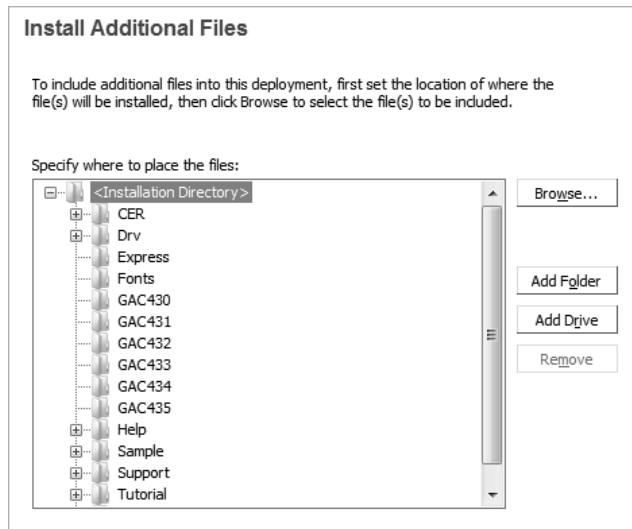 Install Additional Files
To include additional files into this deployment, first set the location of where the
file(s) will be installed, then click Browse to select the file(s) to be included.
Specify where to place the files:
<Installation Directory>
Browse...
CER
Drv
Express
Fonts
Add Folder
GAC430
GAC431
Add Drive
GAC432
GAC433
Remove
GAC434
GAC435
Help
Sample
Support
Tutorial